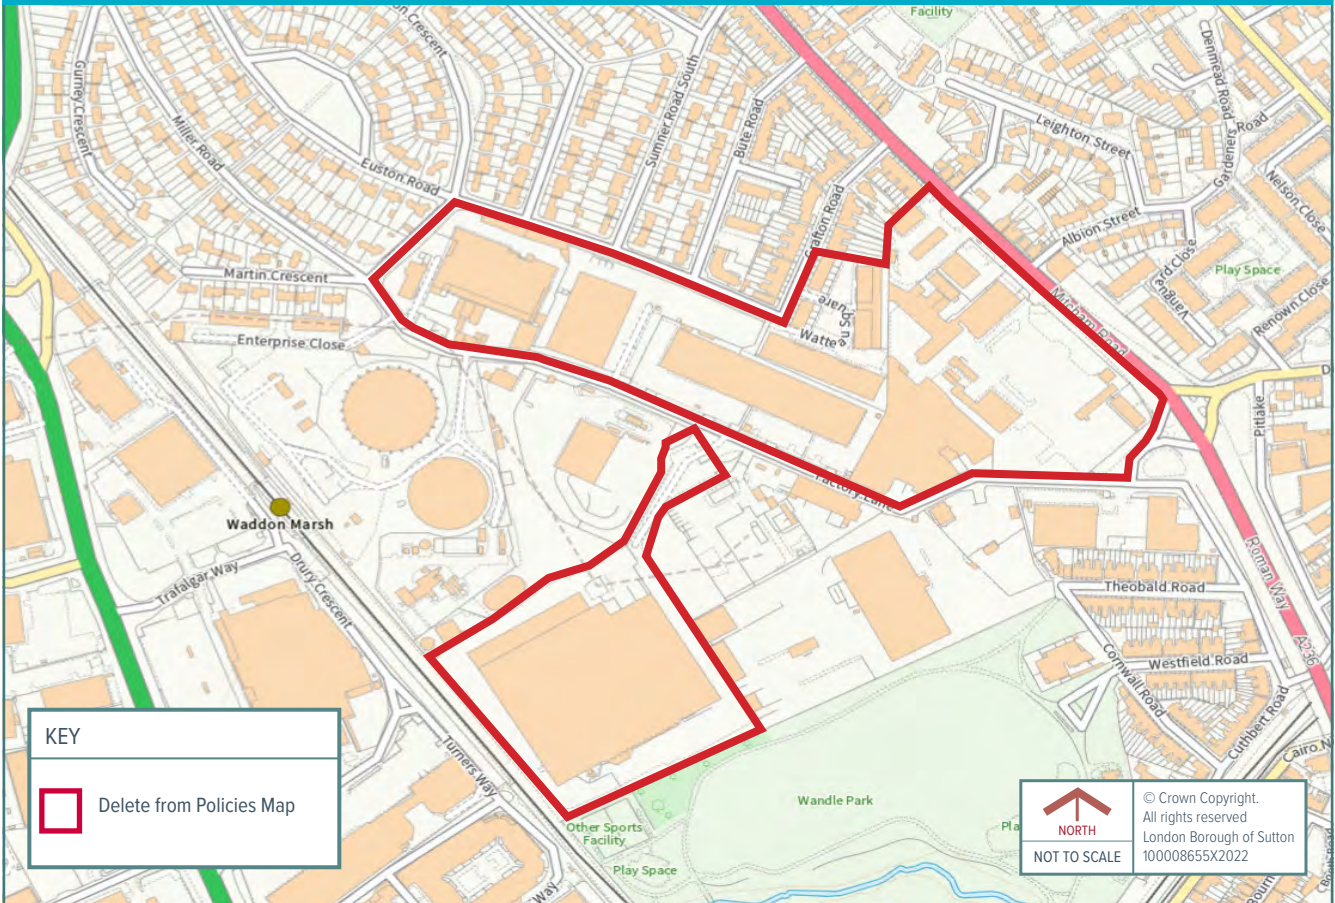 Facility
Denmead Road
Gurney Crescent
Miller Road
Sumner Road South
Bute Road
Leighton Street
Road
Gardeners
Nelson Close
Euston Road
Albion Street
Play Space
Renown Close
Martin Crescent
Enterprise Close
Watte
Mitcham Road
Pitlake
Waddon Marsh
Factory Lane
Trafalgar Way
Drury Crescent
Roman Way
Theobald Road
A236
Westfield Road
Cornwall Road
Cuthbert Road
Turners Way
Wandle Park
Other Sports
Facility
Play Space
Way
KEY
Delete from Policies Map
NORTH
NOT TO SCALE
© Crown Copyright.
All rights reserved
London Borough of Sutton
100008655X2022